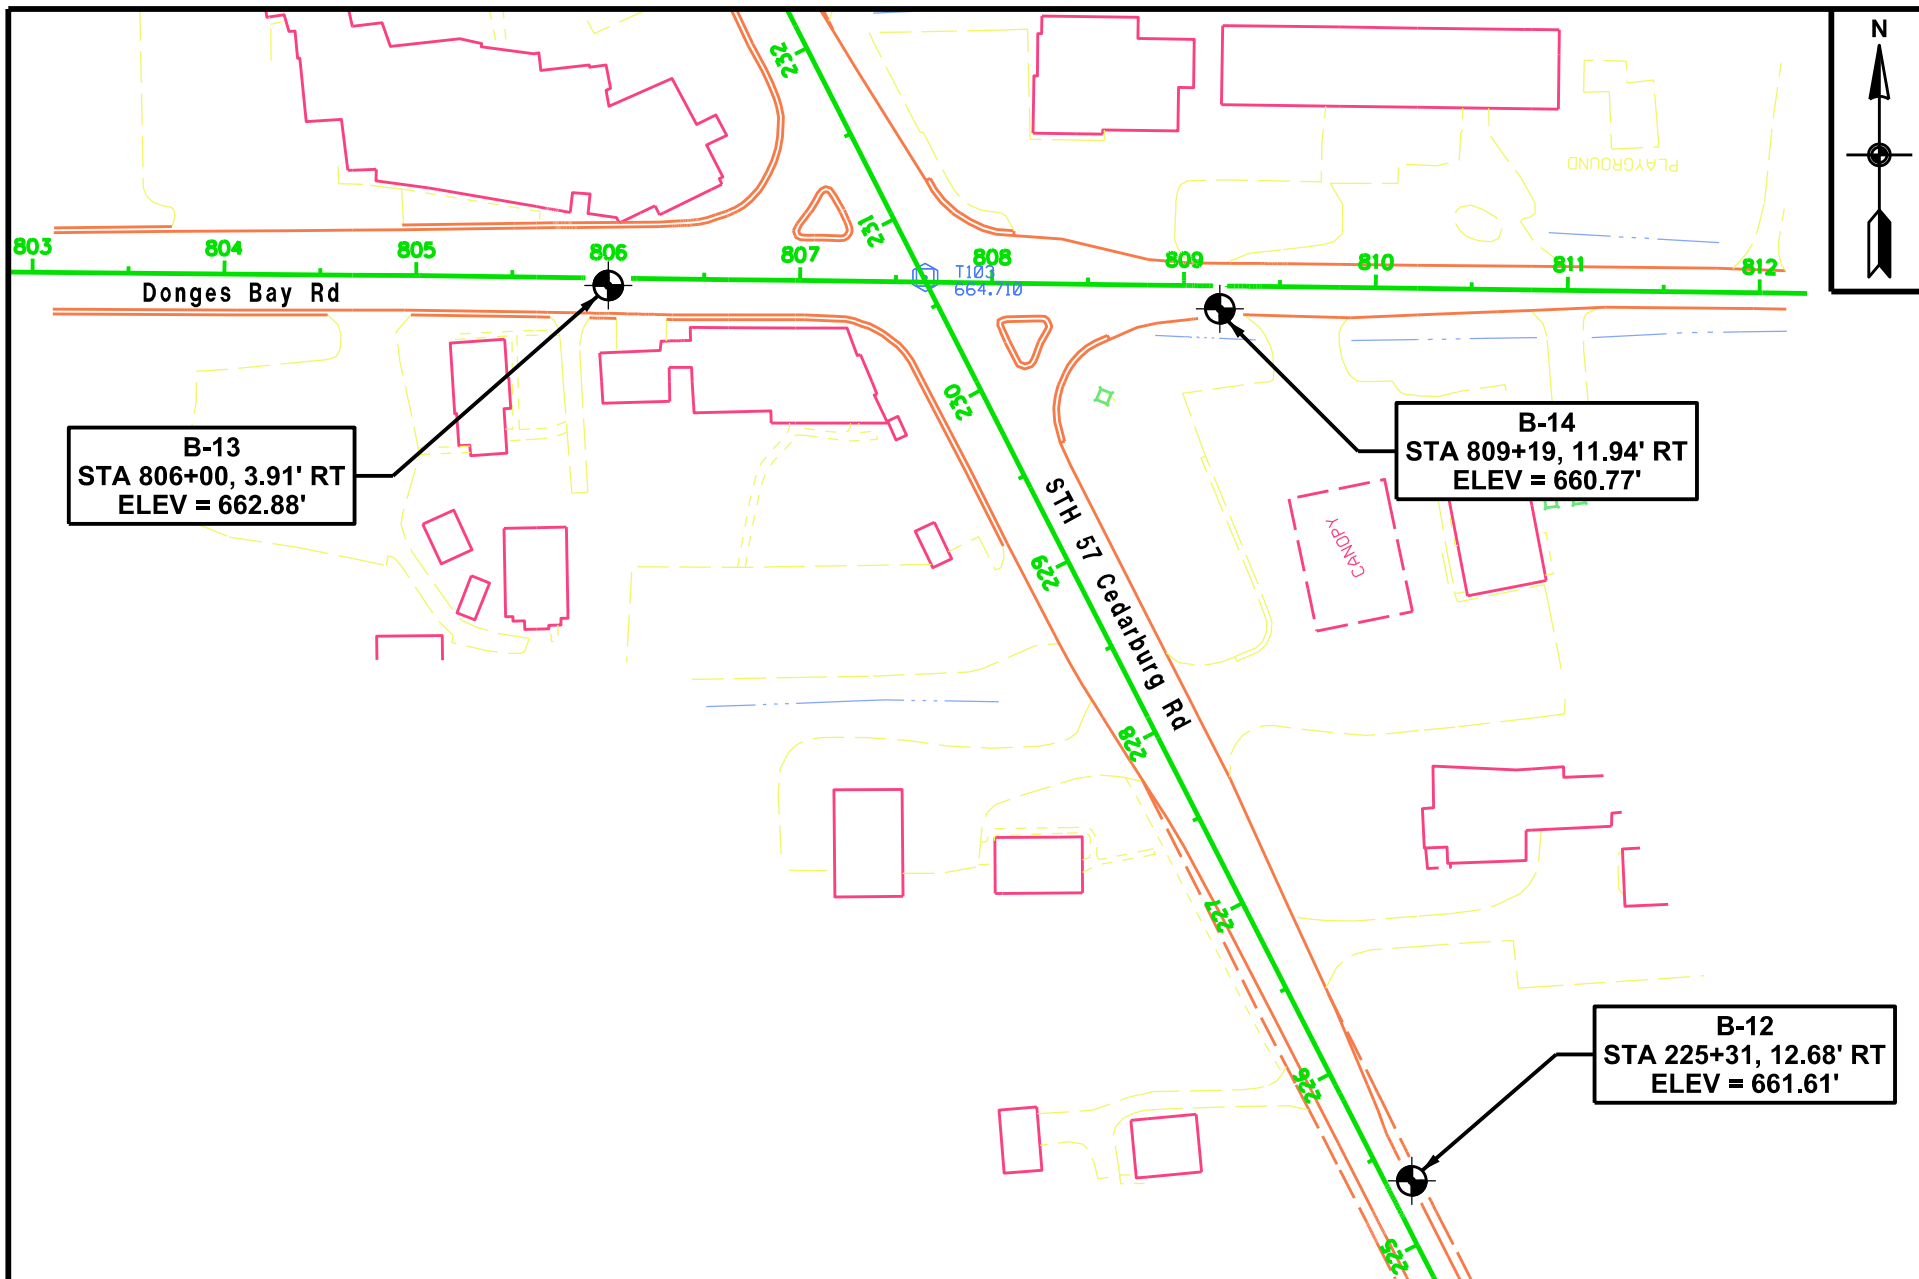 N
232
PLAYGROUND
231
803
804
805
806
807
808
809
810
811
812
T103
664.710
Donges Bay Rd
230
B-13
STA 806+00, 3.91' RT
ELEV = 662.88'
B-14
STA 809+19, 11.94' RT
ELEV = 660.77'
STH 57 Cedarburg Rd
CANOPY
229
228
227
B-12
STA 225+31, 12.68' RT
ELEV = 661.61'
226
225